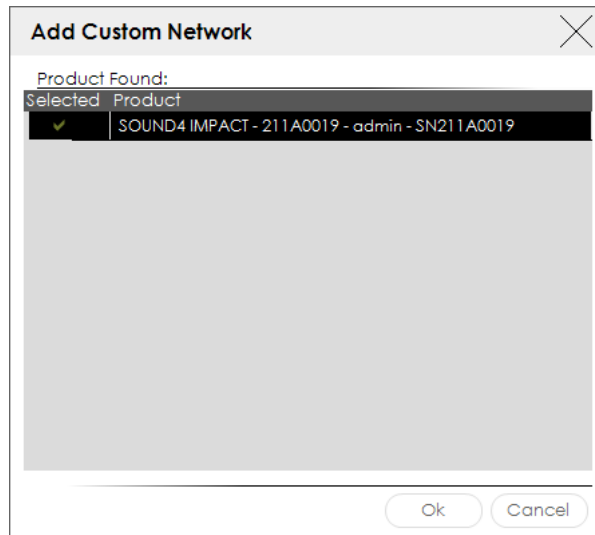 Add Custom Network
Product Found:
Selected Product
SOUND4 IMPACT - 211A0019 - admin - SN211A0019
Ok Cancel